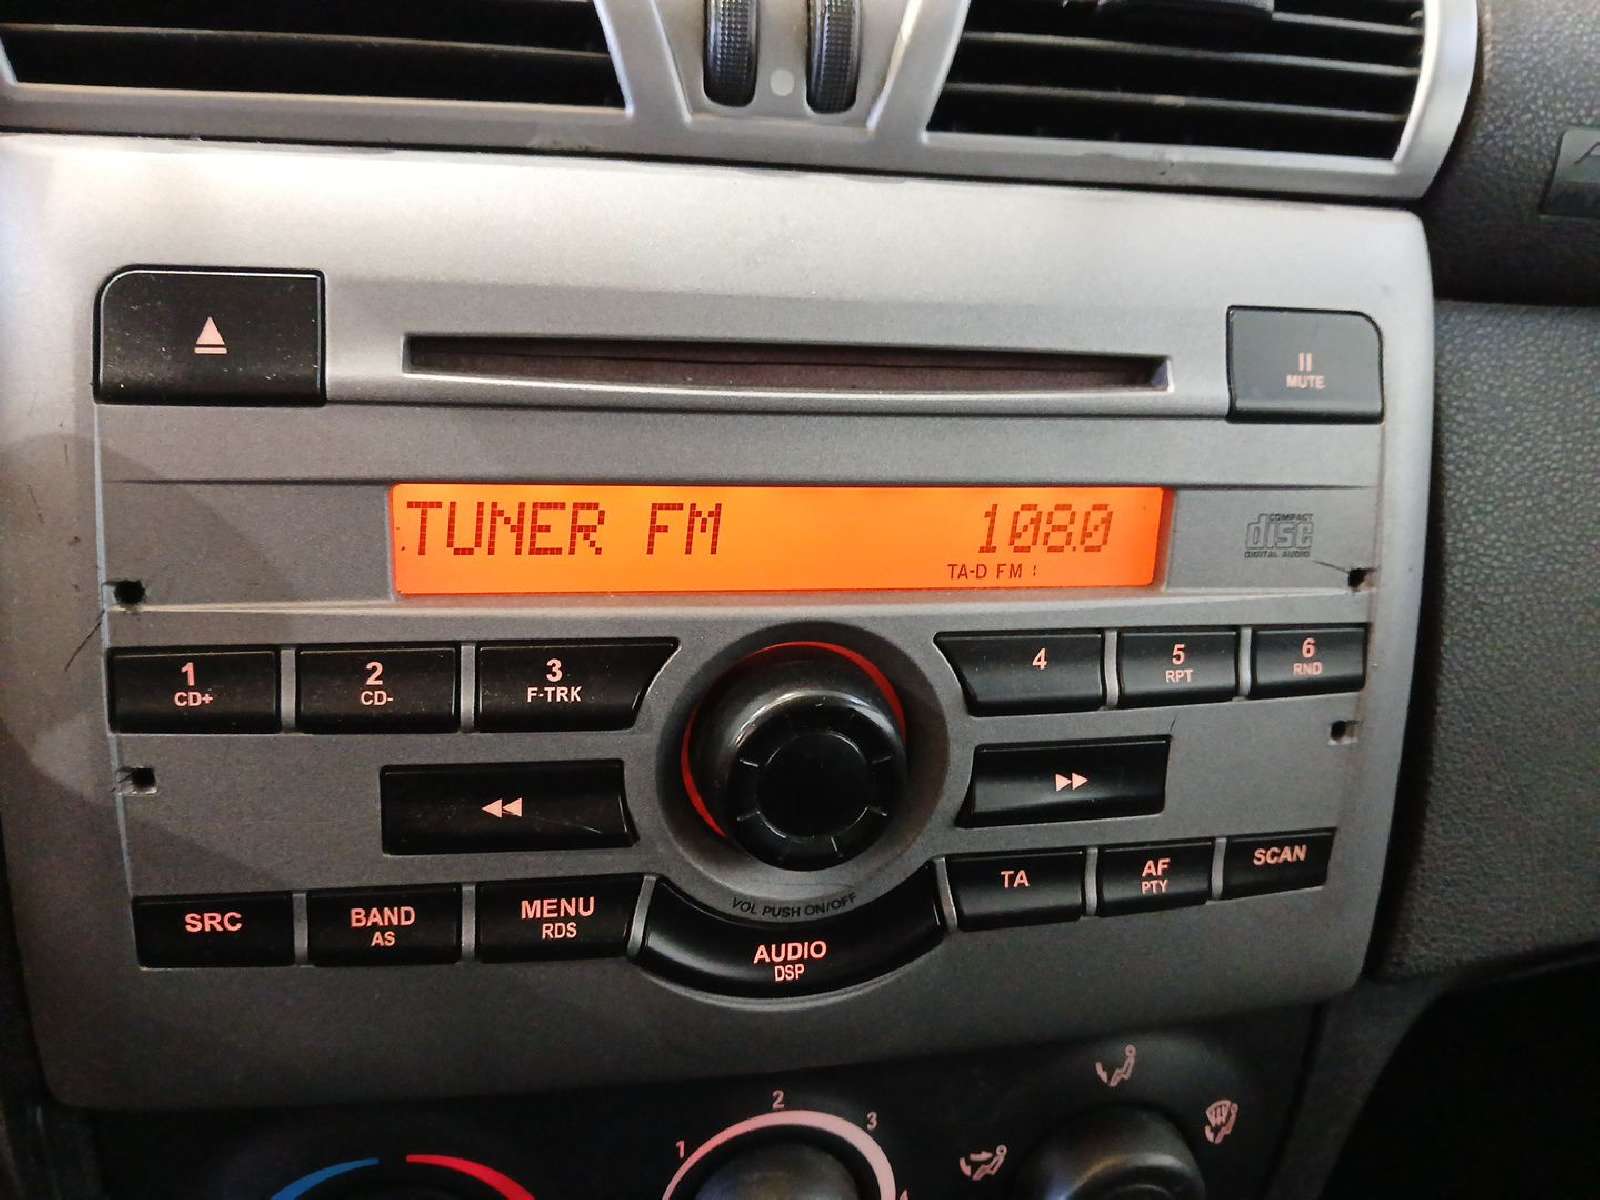 II
MUTE
TUNER FM 108.0
TA-D FM
COMPACT
disc
DIGITAL AUDIO
1
CD+
2
CD-
3
F-TRK
4
5
RPT
6
RND
SRC
BAND
AS
MENU
RDS
VOL PUSH ON/OFF
AUDIO
DSP
TA
AF
PTY
SCAN
1
2
3